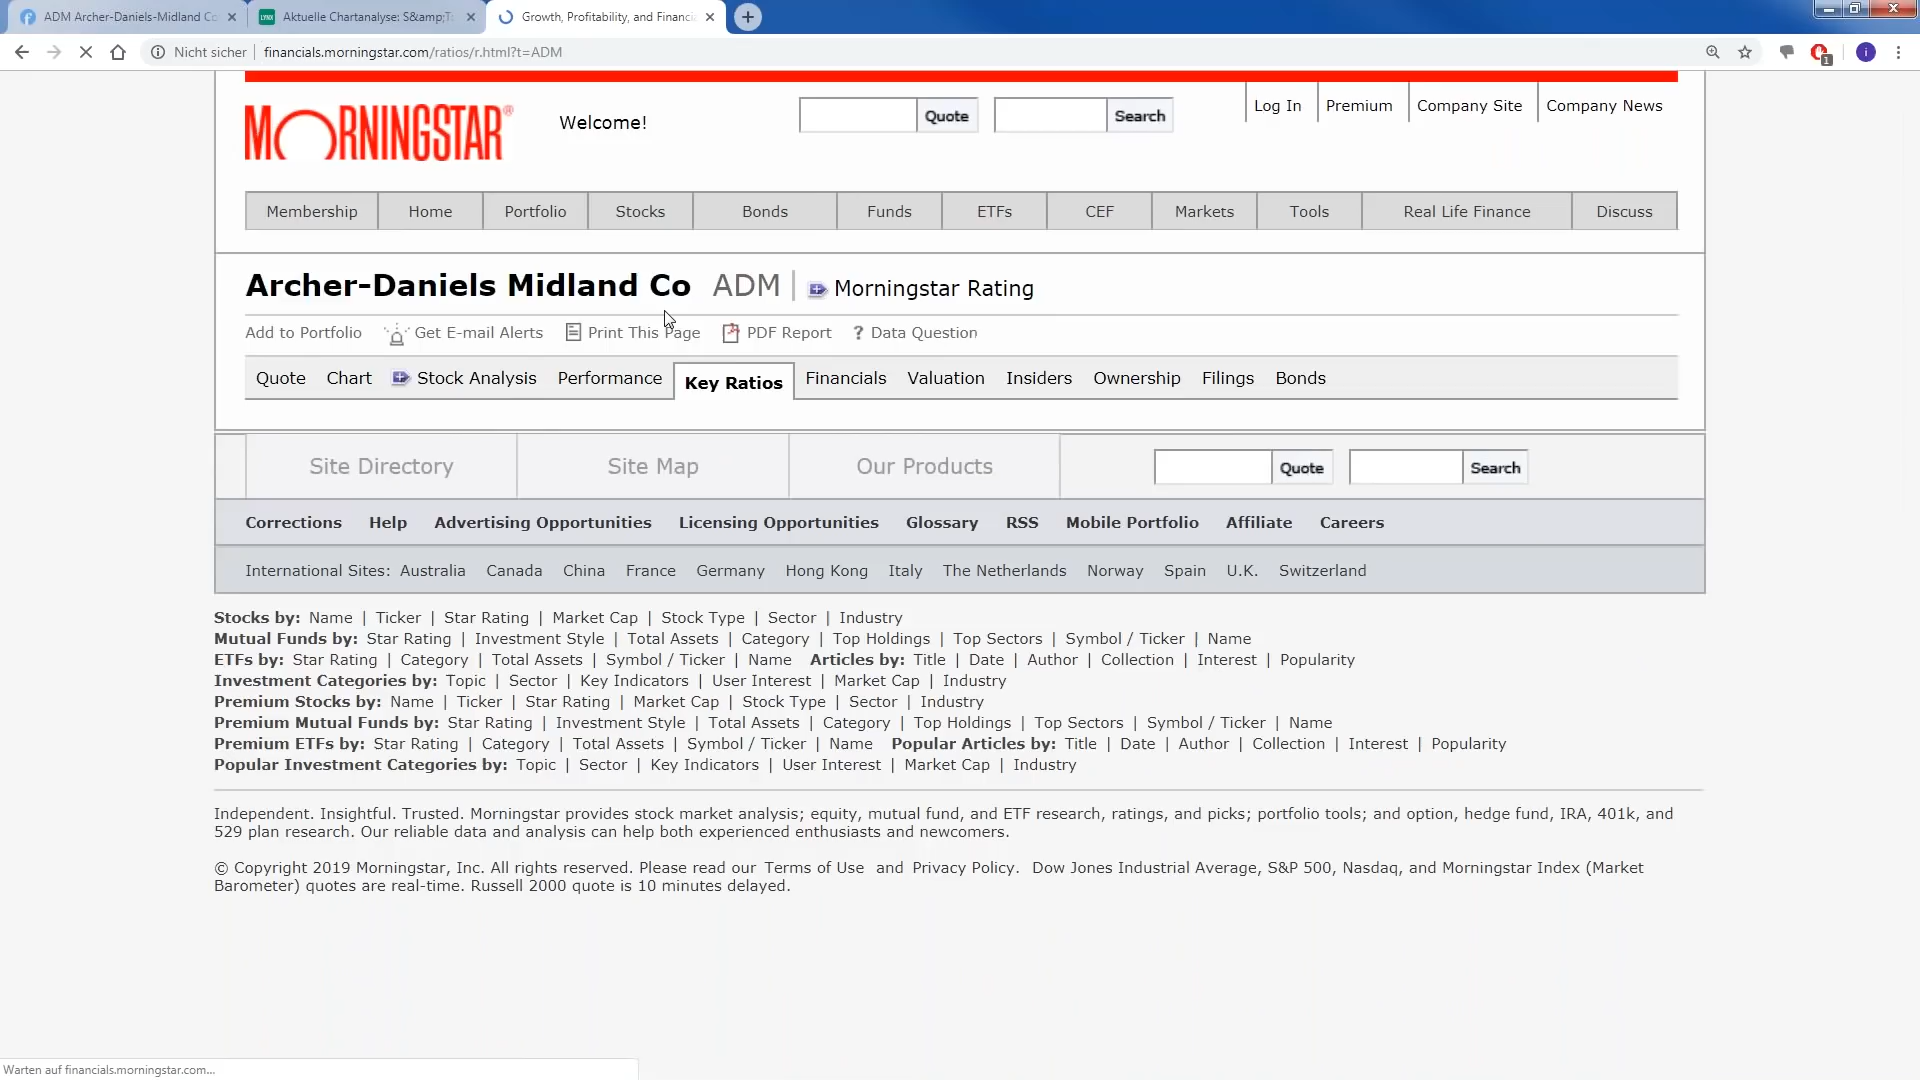 ADM Archer-Daniels-Midland Co
Aktuelle Chartanalyse: S&amp;T
Growth, Profitability, and Financi
Nicht sicher | financials.morningstar.com/ratios/r.html?t=ADM
1
i
MORNINGSTAR®
Welcome!
Quote
Search
Log In
Premium
Company Site
Company News
Membership
Home
Portfolio
Stocks
Bonds
Funds
ETFs
CEF
Markets
Tools
Real Life Finance
Discuss
Archer-Daniels Midland Co ADM | Morningstar Rating
Add to Portfolio Get E-mail Alerts Print This Page PDF Report ? Data Question
Quote Chart Stock Analysis Performance Key Ratios Financials Valuation Insiders Ownership Filings Bonds
Site Directory
Site Map
Our Products
Quote
Search
Corrections Help Advertising Opportunities Licensing Opportunities Glossary RSS Mobile Portfolio Affiliate Careers
International Sites: Australia Canada China France Germany Hong Kong Italy The Netherlands Norway Spain U.K. Switzerland
Stocks by: Name | Ticker | Star Rating | Market Cap | Stock Type | Sector | Industry
Mutual Funds by: Star Rating | Investment Style | Total Assets | Category | Top Holdings | Top Sectors | Symbol / Ticker | Name
ETFs by: Star Rating | Category | Total Assets | Symbol / Ticker | Name Articles by: Title | Date | Author | Collection | Interest | Popularity
Investment Categories by: Topic | Sector | Key Indicators | User Interest | Market Cap | Industry
Premium Stocks by: Name | Ticker | Star Rating | Market Cap | Stock Type | Sector | Industry
Premium Mutual Funds by: Star Rating | Investment Style | Total Assets | Category | Top Holdings | Top Sectors | Symbol / Ticker | Name
Premium ETFs by: Star Rating | Category | Total Assets | Symbol / Ticker | Name Popular Articles by: Title | Date | Author | Collection | Interest | Popularity
Popular Investment Categories by: Topic | Sector | Key Indicators | User Interest | Market Cap | Industry
Independent. Insightful. Trusted. Morningstar provides stock market analysis; equity, mutual fund, and ETF research, ratings, and picks; portfolio tools; and option, hedge fund, IRA, 401k, and
529 plan research. Our reliable data and analysis can help both experienced enthusiasts and newcomers.
© Copyright 2019 Morningstar, Inc. All rights reserved. Please read our Terms of Use and Privacy Policy. Dow Jones Industrial Average, S&P 500, Nasdaq, and Morningstar Index (Market
Barometer) quotes are real-time. Russell 2000 quote is 10 minutes delayed.
Warten auf financials.morningstar.com...